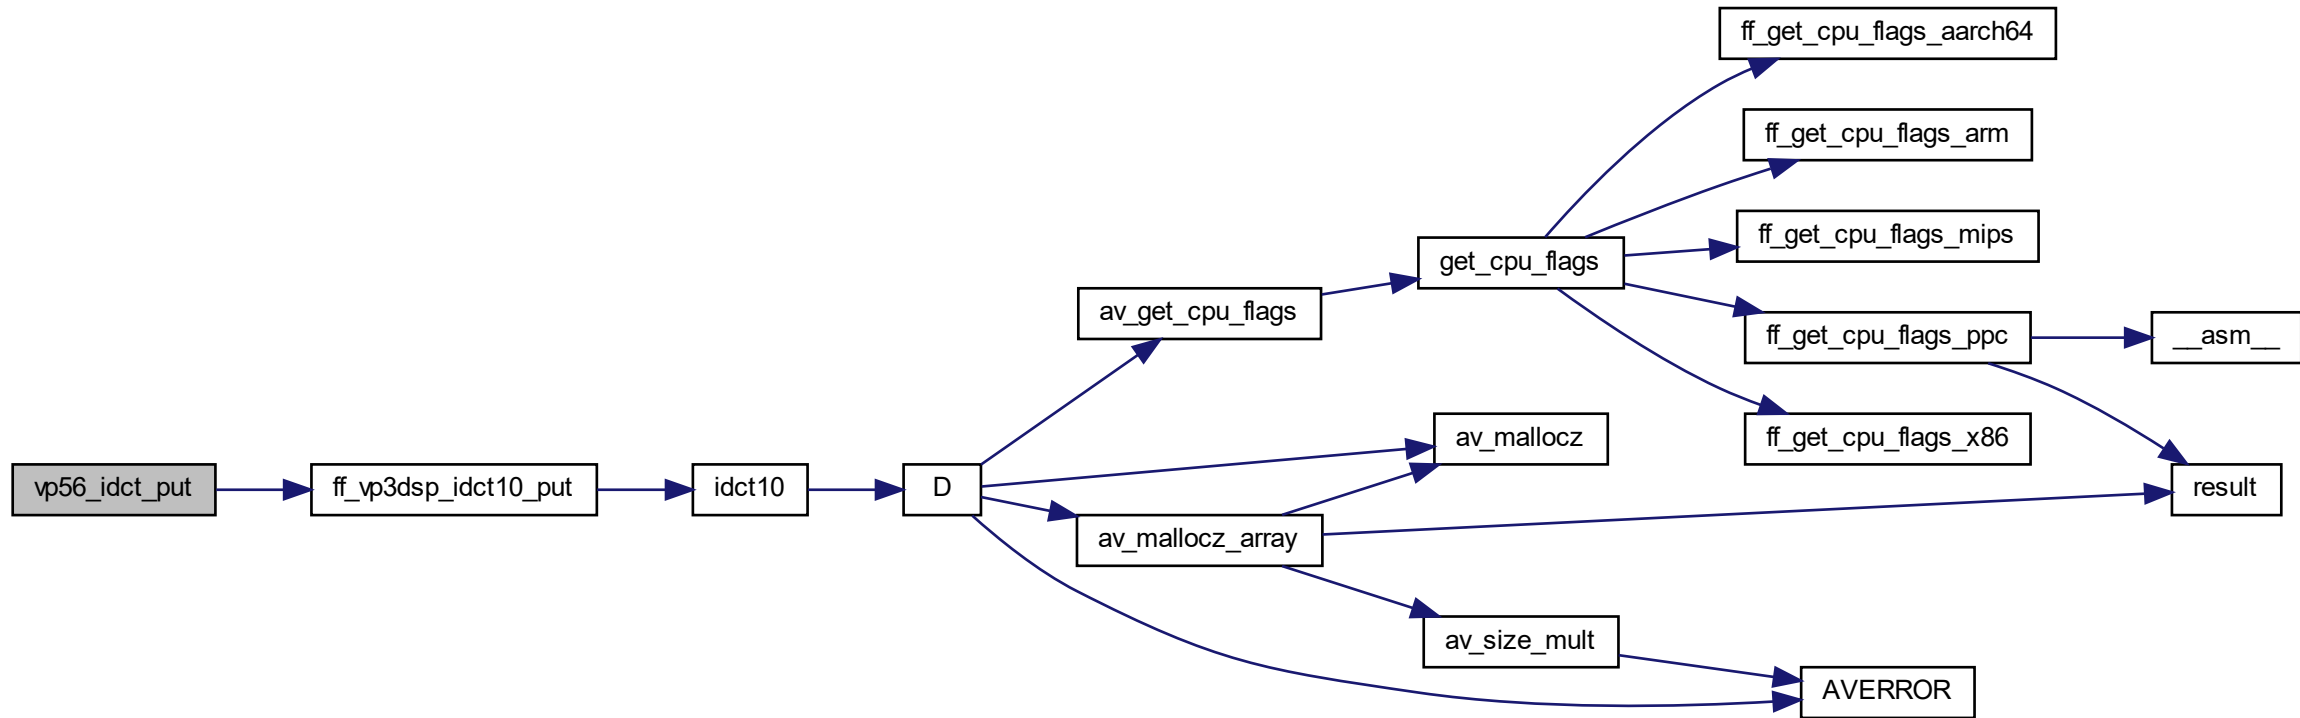 vp56_idct_put
ff_vp3dsp_idct10_put
idct10
D
av_get_cpu_flags
get_cpu_flags
ff_get_cpu_flags_aarch64
ff_get_cpu_flags_arm
ff_get_cpu_flags_mips
ff_get_cpu_flags_ppc
__asm__
ff_get_cpu_flags_x86
av_mallocz
av_mallocz_array
result
av_size_mult
AVERROR